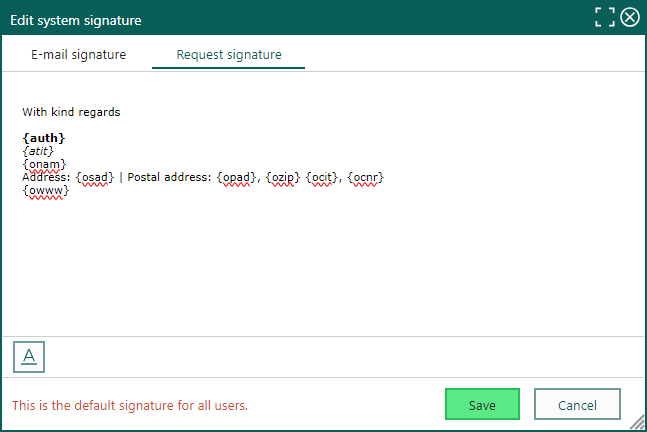 Edit system signature
E-mail signature Request signature
With kind regards
{auth}
{atit}
{onam}
Address: {osad} | Postal address: {opad}, {ozip} {ocit}, {ocnr}
{owww}
A
This is the default signature for all users. Save Cancel